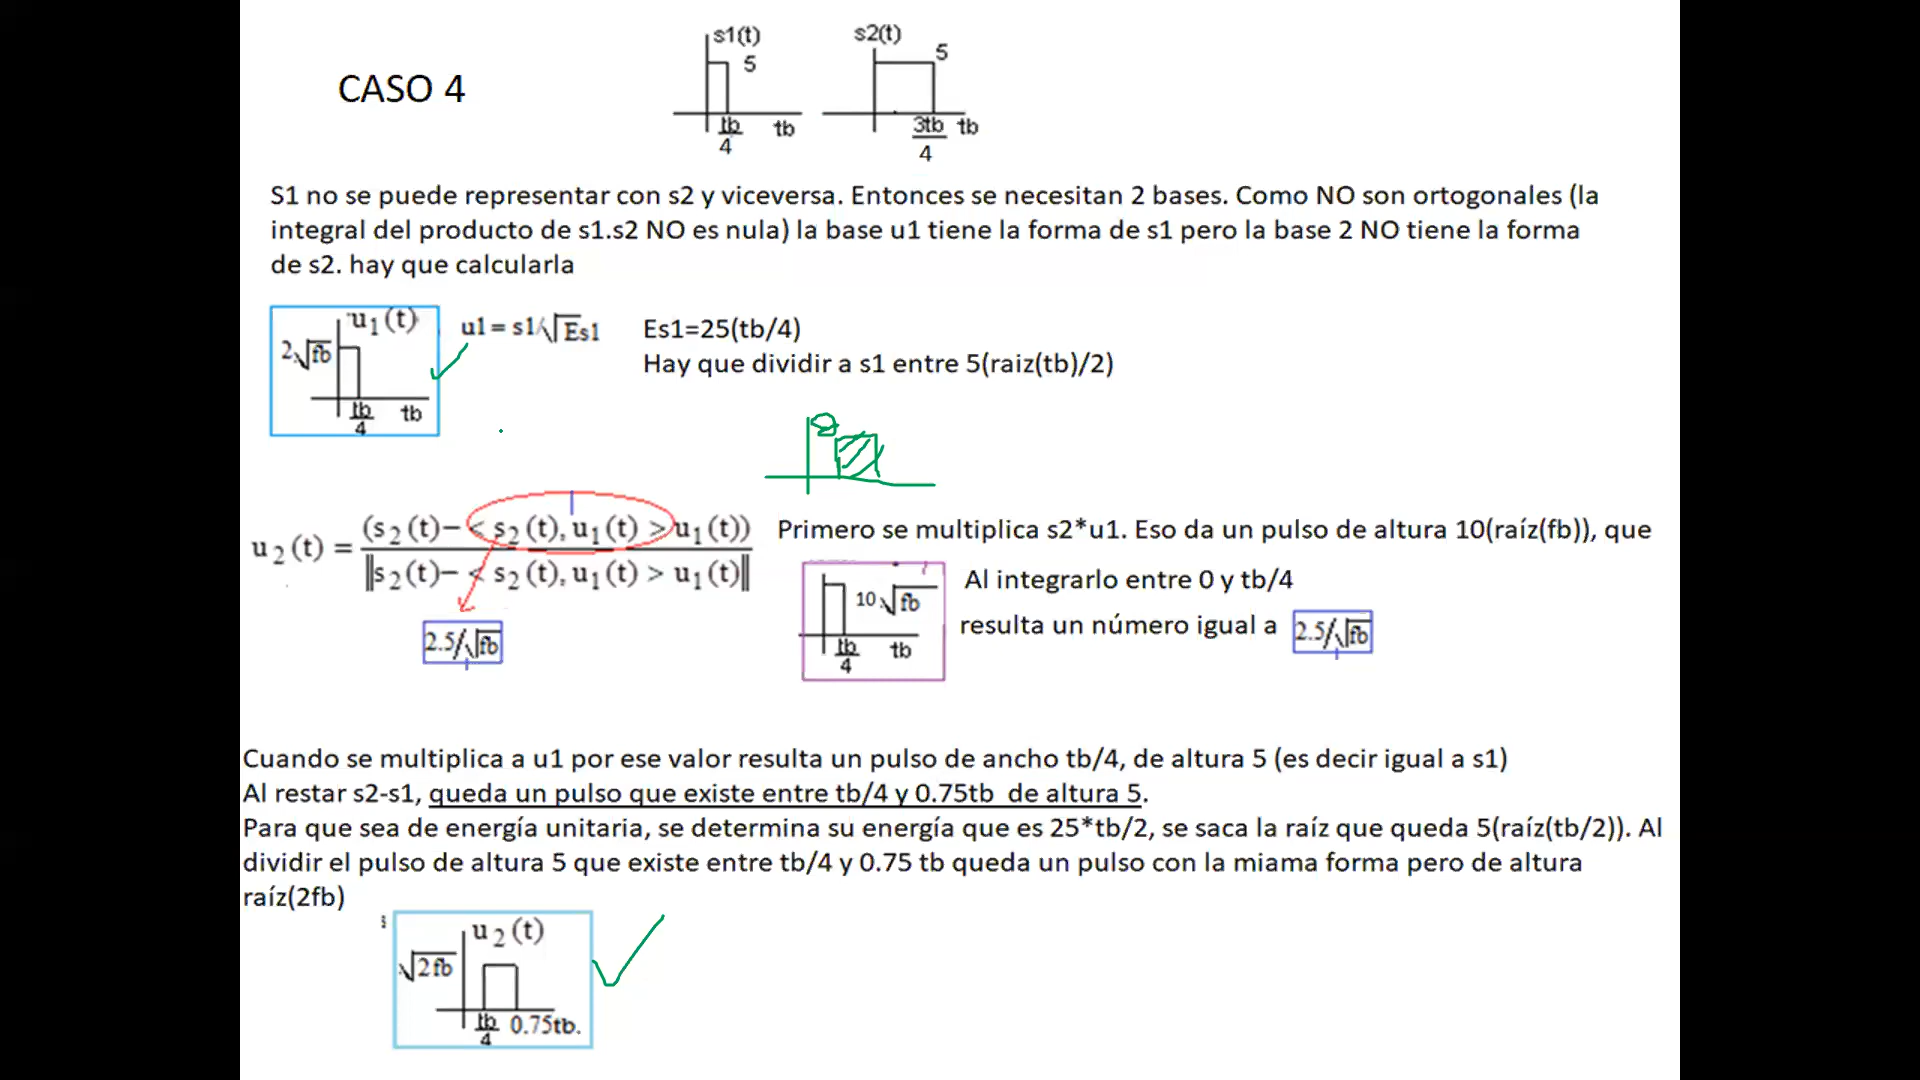 CASO 4
s1(t)
5
tb
4
tb
s2(t)
5
3tb
4
tb
S1 no se puede representar con s2 y viceversa. Entonces se necesitan 2 bases. Como NO son ortogonales (la
integral del producto de s1.s2 NO es nula) la base u1 tiene la forma de s1 pero la base 2 NO tiene la forma
de s2. hay que calcularla
u₁(t)
2√fb
tb
4
tb
u1 = s1/√Es1
Es1=25(tb/4)
Hay que dividir a s1 entre 5(raiz(tb)/2)
u₂(t) = (s₂(t)− < s₂(t), u₁(t) > u₁(t))
‖s₂(t)− < s₂(t), u₁(t) > u₁(t)‖
2.5/√fb
Primero se multiplica s2*u1. Eso da un pulso de altura 10(raíz(fb)), que
10√fb
tb
4
tb
Al integrarlo entre 0 y tb/4
resulta un número igual a 2.5/√fb
Cuando se multiplica a u1 por ese valor resulta un pulso de ancho tb/4, de altura 5 (es decir igual a s1)
Al restar s2-s1, queda un pulso que existe entre tb/4 y 0.75tb de altura 5.
Para que sea de energía unitaria, se determina su energía que es 25*tb/2, se saca la raíz que queda 5(raíz(tb/2)). Al
dividir el pulso de altura 5 que existe entre tb/4 y 0.75 tb queda un pulso con la miama forma pero de altura
raíz(2fb)
u₂(t)
√2fb
tb
4
0.75tb.